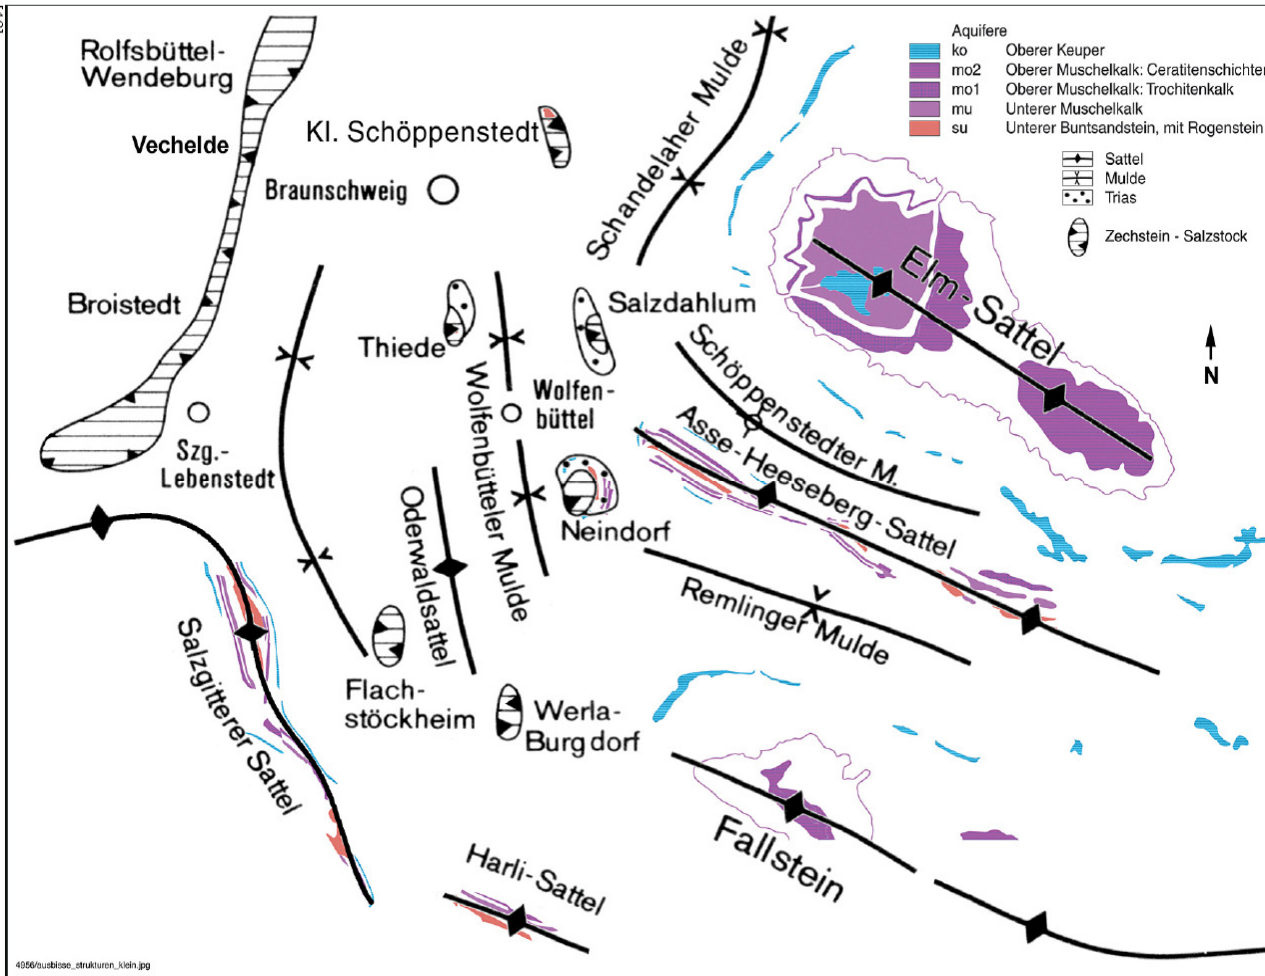 Rolfsbüttel-
Wendeburg
Vechelde
Kl. Schöppenstedt
Braunschweig
Schandelaher Mulde
Aquifere
ko Oberer Keuper
mo2 Oberer Muschelkalk: Ceratitenschichten
mo1 Oberer Muschelkalk: Trochitenkalk
mu Unterer Muschelkalk
su Unterer Buntsandstein, mit Rogenstein
Sattel
Mulde
Trias
Zechstein - Salzstock
Elm-Sattel
N
Broistedt
Thiede
Salzdahlum
Wolfen-
büttel
Wolfenbütteler Mulde
Schöppenstedter M.
Asse-Heeseberg-Sattel
Szg.-
Lebenstedt
Oderwaldsattel
Neindorf
Remlinger Mulde
Salzgitterer Sattel
Flach-
stöckheim
Werla-
Burgdorf
Fallstein
Harli-Sattel
4956/ausbisse_strukturen_klein.jpg